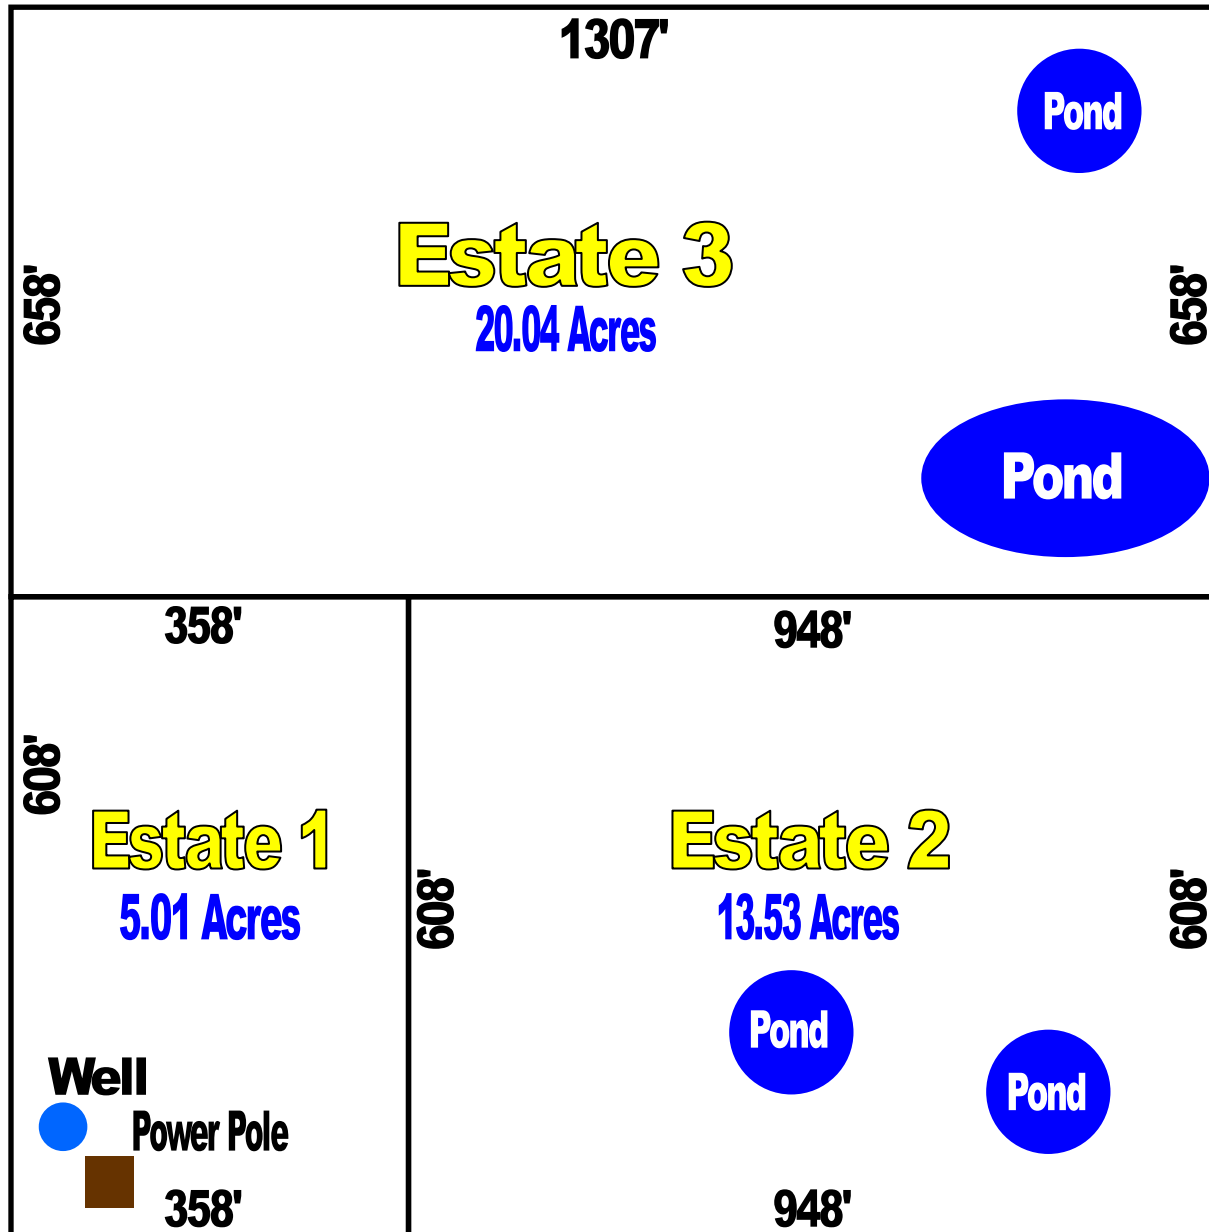 1307'
Pond
Estate 3
658'
658'
20.04 Acres
Pond
358'
948'
608'
Estate 1
Estate 2
5.01 Acres
608'
13.53 Acres
608'
Pond
Well
Pond
Power Pole
358'
948'